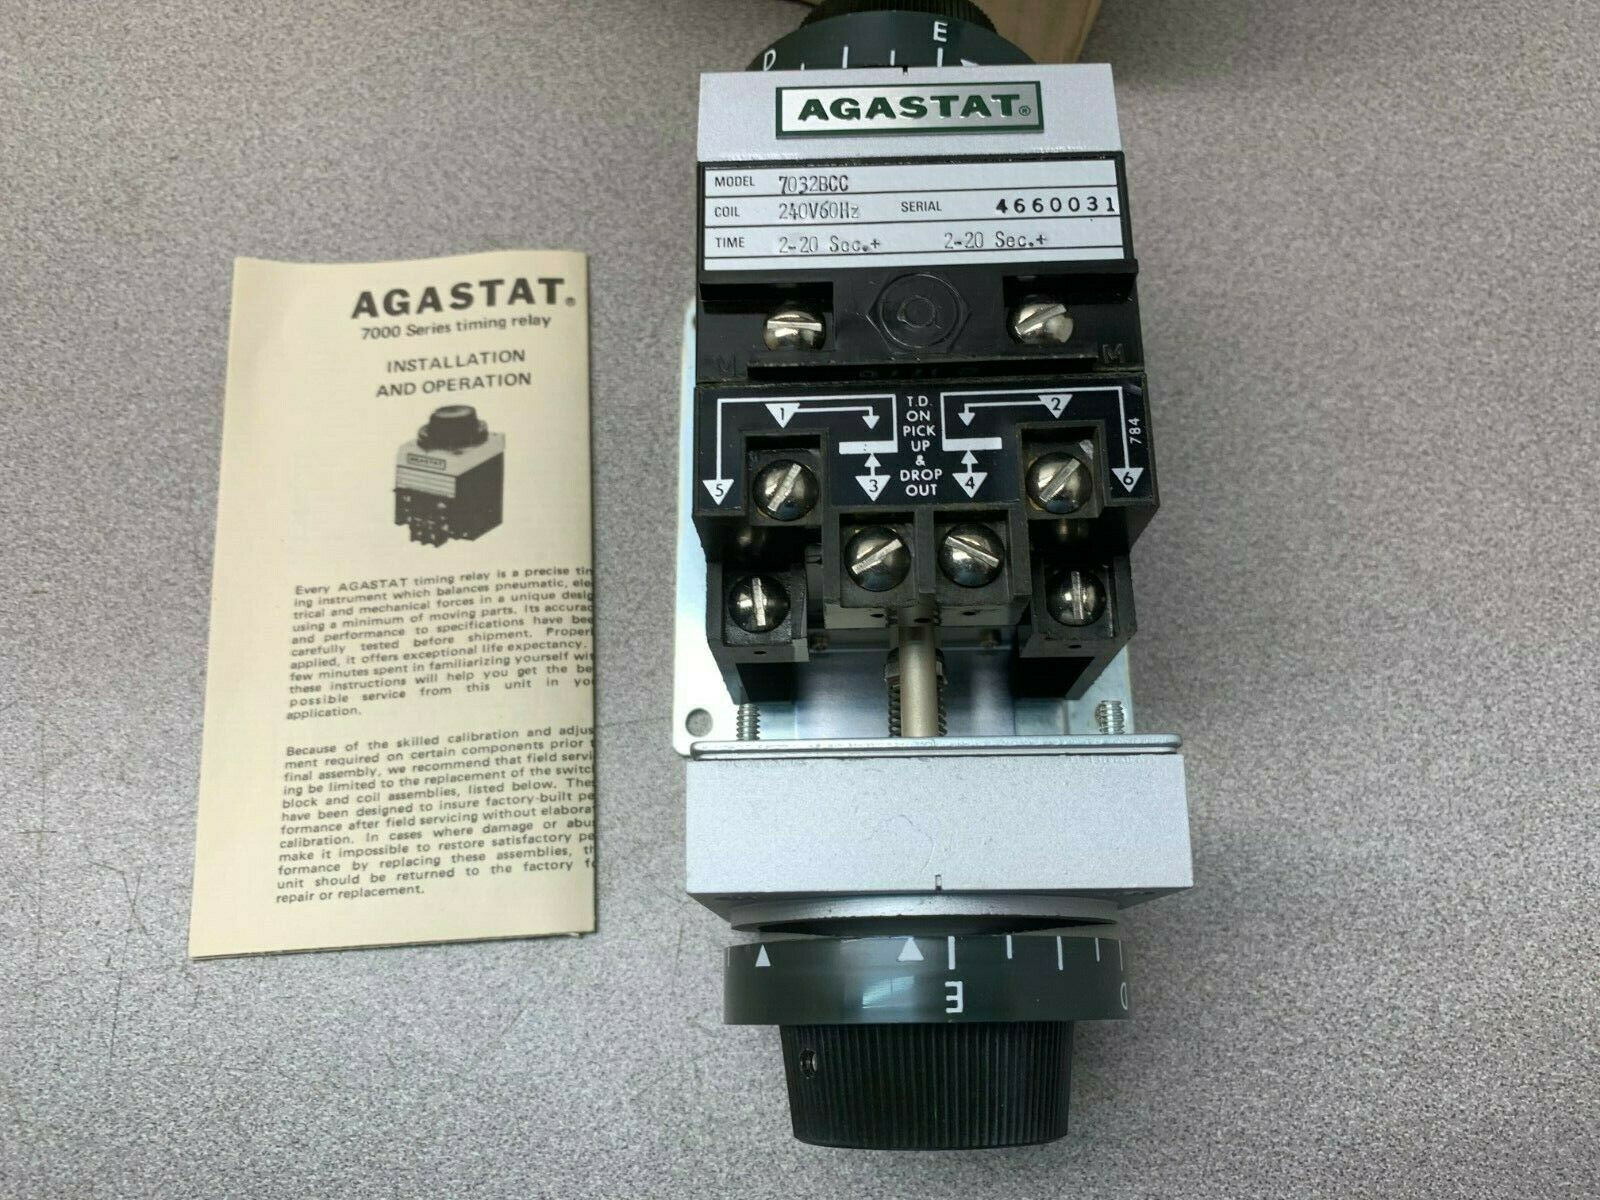 E
AGASTAT®
MODEL 7032BCC
COIL 240V60Hz SERIAL 4660031
TIME 2-20 Sec.+ 2-20 Sec.+
M M
1 T.D. 2
ON
PICK
UP
&
DROP
OUT
5 3 4 6
784
E
AGASTAT®
7000 Series timing relay
INSTALLATION
AND OPERATION
AGASTAT
Every AGASTAT timing relay is a precise tim
ing instrument which balances pneumatic, elec
trical and mechanical forces in a unique desig
using a minimum of moving parts. Its accurac
and performance to specifications have bee
carefully tested before shipment. Properl
applied, it offers exceptional life expectancy.
few minutes spent in familiarizing yourself wit
these instructions will help you get the be
possible service from this unit in you
application.
Because of the skilled calibration and adjus
ment required on certain components prior t
final assembly, we recommend that field servi
ing be limited to the replacement of the switc
block and coil assemblies, listed below. Thes
have been designed to insure factory-built pe
formance after field servicing without elabora
calibration. In cases where damage or abu
make it impossible to restore satisfactory pe
formance by replacing these assemblies, th
unit should be returned to the factory fo
repair or replacement.